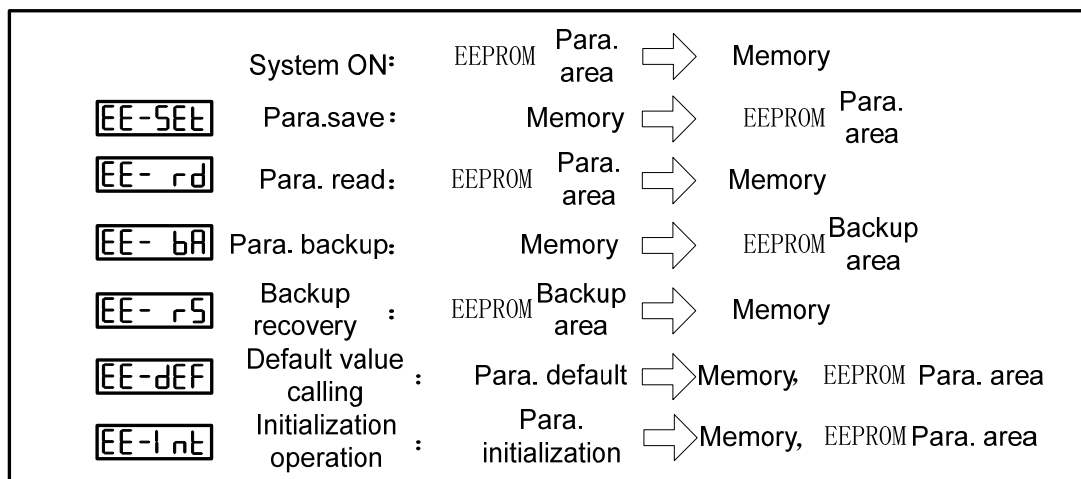 System ON: EEPROM Para. area Memory
EE-SEt Para.save: Memory EEPROM Para. area
EE- rd Para. read: EEPROM Para. area Memory
EE- bA Para. backup: Memory EEPROM Backup area
EE- rS Backup recovery : EEPROM Backup area Memory
EE-dEF Default value calling : Para. default Memory, EEPROM Para. area
EE-Int Initialization operation : Para. initialization Memory, EEPROM Para. area